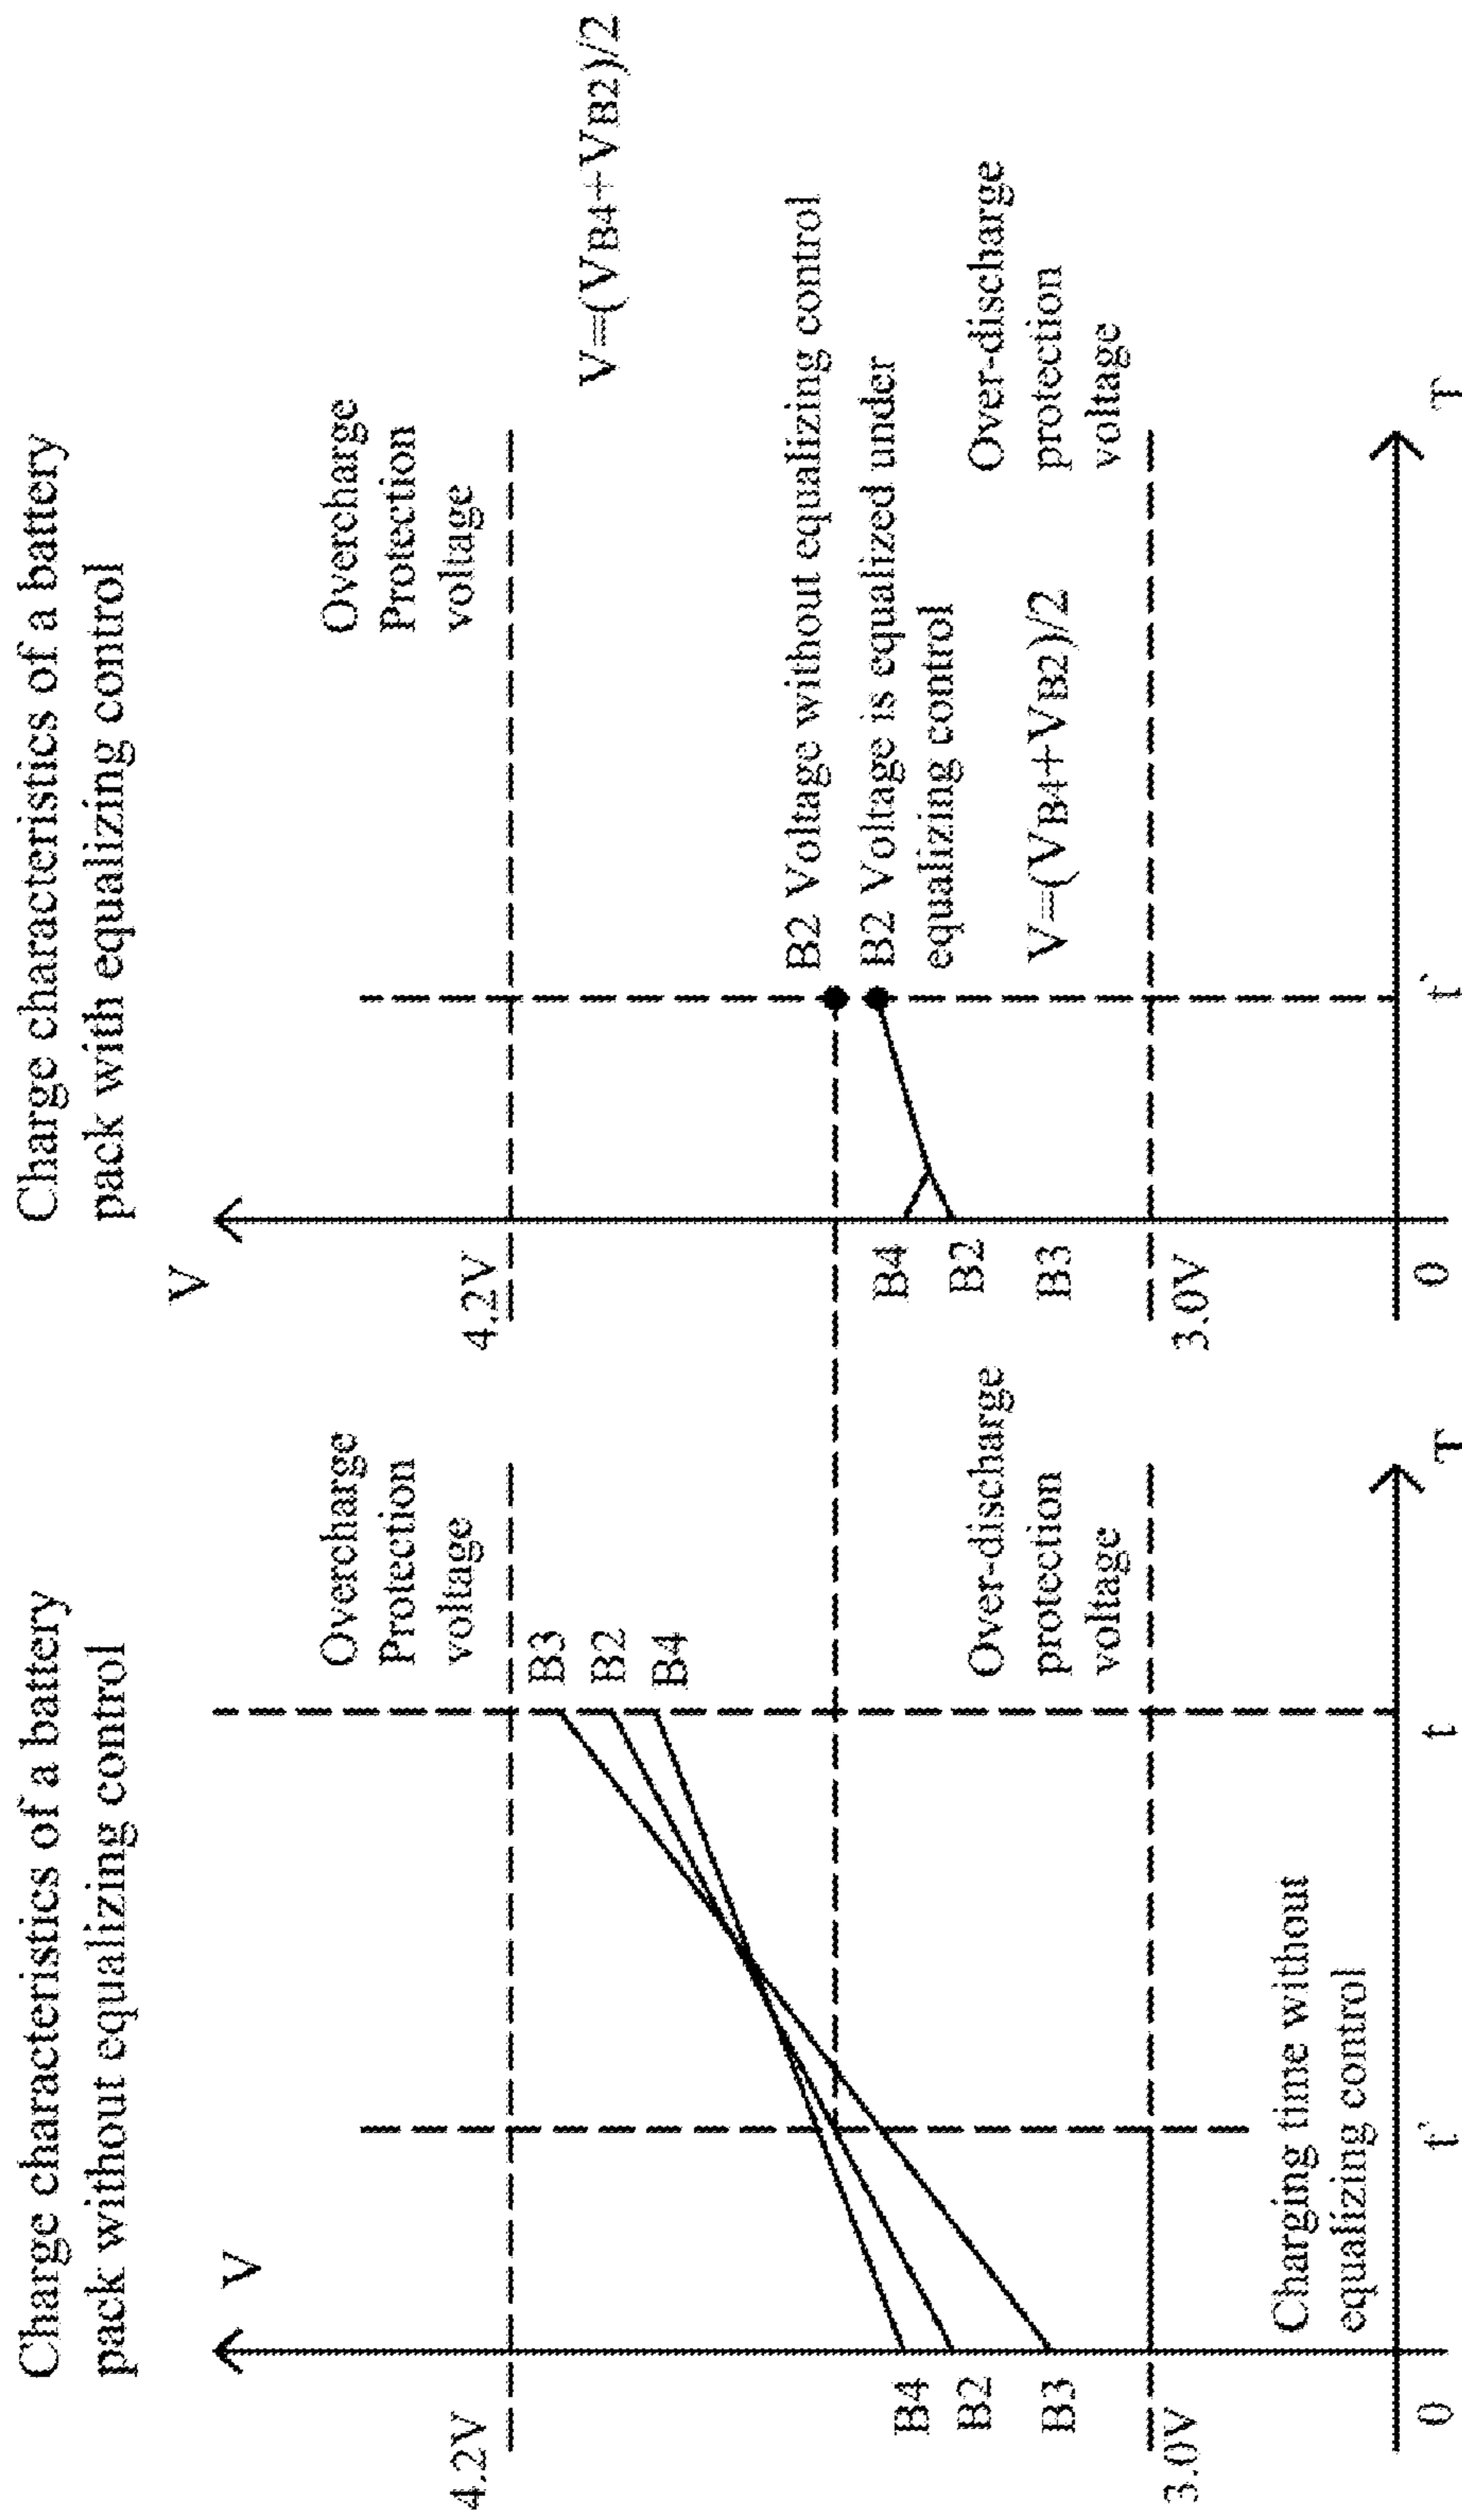 Charge characteristics of a battery
pack without equalizing control
V
4.2V
Overcharge
Protection
voltage
B3
B2
B4
B4
B2
B3
Over-discharge
protection
voltage
3.0V
Charging time without
equalizing control
0
t'
t
T
Charge characteristics of a battery
pack with equalizing control
V
4.2V
Overcharge
Protection
voltage
V=(VB4+VB2)/2
B2 Voltage without equalizing control
B2 Voltage is equalized under
equalizing control
V=(VB4+VB2)/2
B4
B2
B3
Over-discharge
protection
voltage
3.0V
0
t'
T